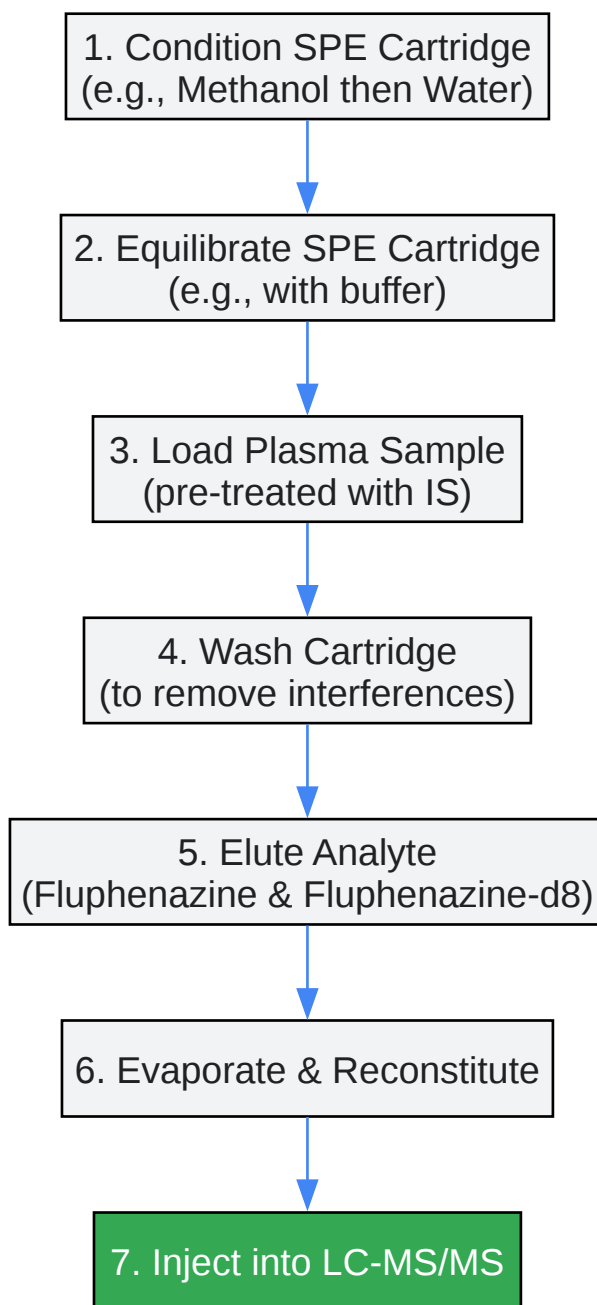 1. Condition SPE Cartridge
(e.g., Methanol then Water)
2. Equilibrate SPE Cartridge
(e.g., with buffer)
3. Load Plasma Sample
(pre-treated with IS)
4. Wash Cartridge
(to remove interferences)
5. Elute Analyte
(Fluphenazine & Fluphenazine-d8)
6. Evaporate & Reconstitute
7. Inject into LC-MS/MS